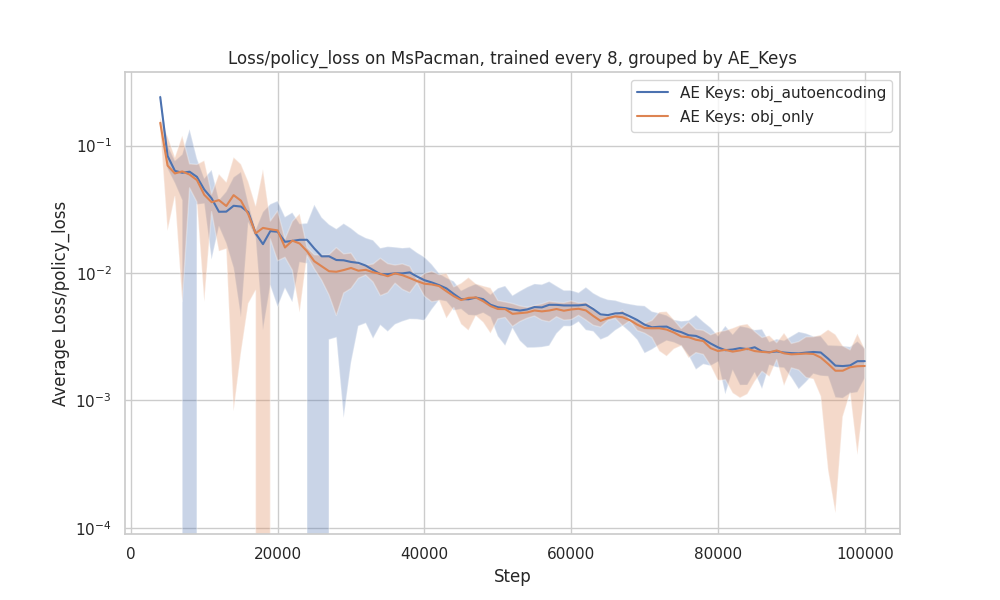 Loss/policy_loss on MsPacman, trained every 8, grouped by AE_Keys
AE Keys: obj_autoencoding
AE Keys: obj_only
Average Loss/policy_loss
10⁻¹
10⁻²
10⁻³
10⁻⁴
0 20000 40000 60000 80000 100000
Step